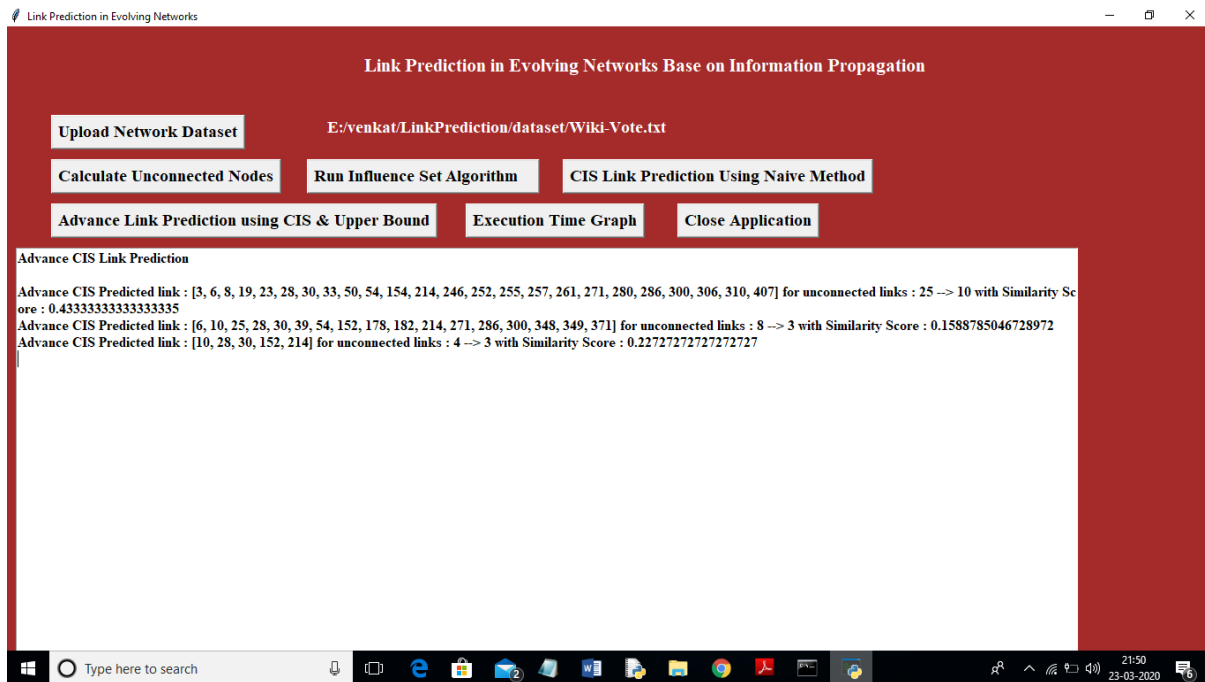 Link Prediction in Evolving Networks
Link Prediction in Evolving Networks Base on Information Propagation
Upload Network Dataset
E:/venkat/LinkPrediction/dataset/Wiki-Vote.txt
Calculate Unconnected Nodes
Run Influence Set Algorithm
CIS Link Prediction Using Naive Method
Advance Link Prediction using CIS & Upper Bound
Execution Time Graph
Close Application
Advance CIS Link Prediction
Advance CIS Predicted link : [3, 6, 8, 19, 23, 28, 30, 33, 50, 54, 154, 214, 246, 252, 255, 257, 261, 271, 280, 286, 300, 306, 310, 407] for unconnected links : 25 --> 10 with Similarity Sc
ore : 0.43333333333333335
Advance CIS Predicted link : [6, 10, 25, 28, 30, 39, 54, 152, 178, 182, 214, 271, 286, 300, 348, 349, 371] for unconnected links : 8 --> 3 with Similarity Score : 0.1588785046728972
Advance CIS Predicted link : [10, 28, 30, 152, 214] for unconnected links : 4 --> 3 with Similarity Score : 0.22727272727272727
Type here to search
2
21:50
23-03-2020
6